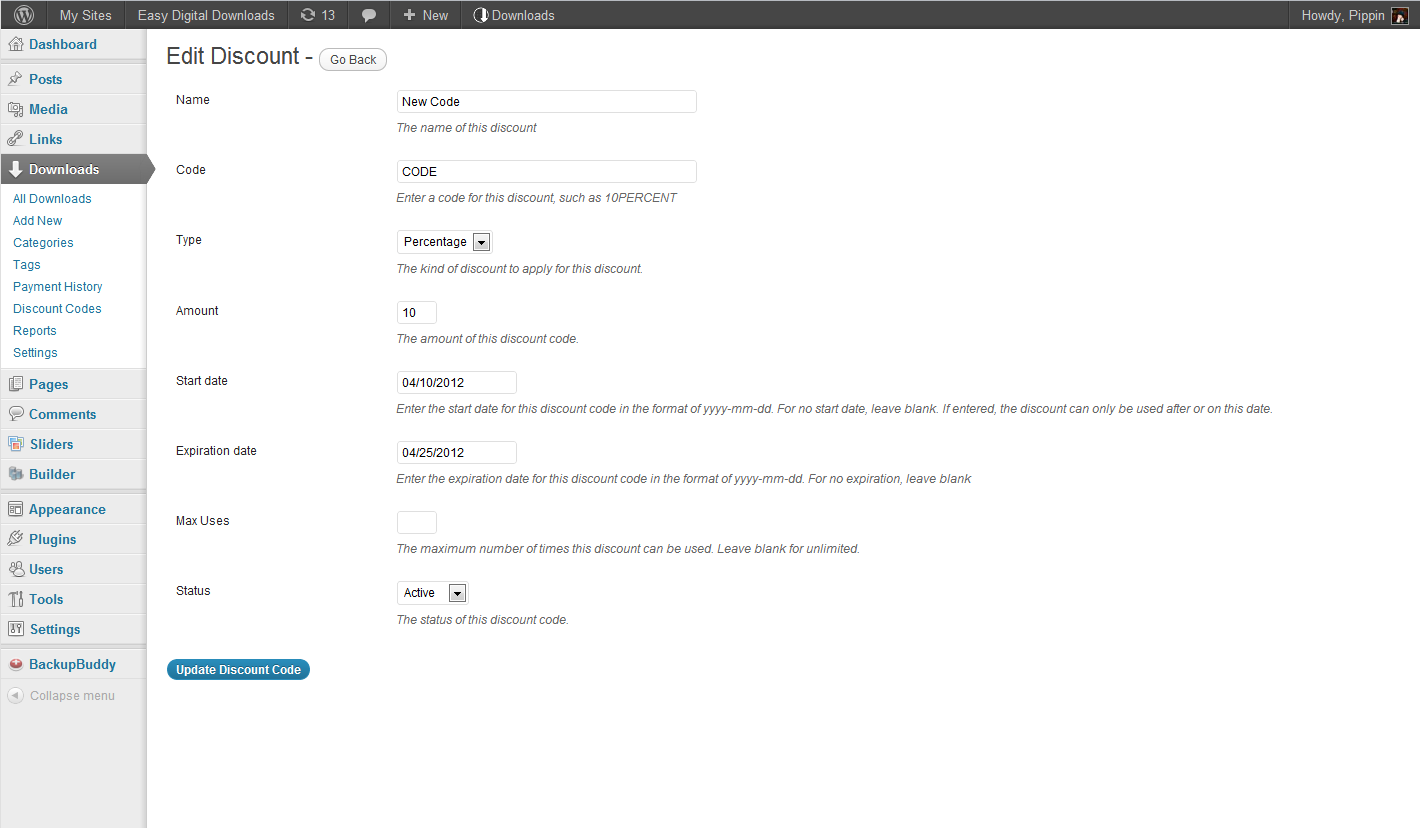 My Sites Easy Digital Downloads 13 New Downloads Howdy, Pippin
Dashboard
Posts
Media
Links
Downloads
All Downloads
Add New
Categories
Tags
Payment History
Discount Codes
Reports
Settings
Pages
Comments
Sliders
Builder
Appearance
Plugins
Users
Tools
Settings
BackupBuddy
Collapse menu
Edit Discount - Go Back
Name New Code
The name of this discount
Code CODE
Enter a code for this discount, such as 10PERCENT
Type Percentage
The kind of discount to apply for this discount.
Amount 10
The amount of this discount code.
Start date 04/10/2012
Enter the start date for this discount code in the format of yyyy-mm-dd. For no start date, leave blank. If entered, the discount can only be used after or on this date.
Expiration date 04/25/2012
Enter the expiration date for this discount code in the format of yyyy-mm-dd. For no expiration, leave blank
Max Uses
The maximum number of times this discount can be used. Leave blank for unlimited.
Status Active
The status of this discount code.
Update Discount Code